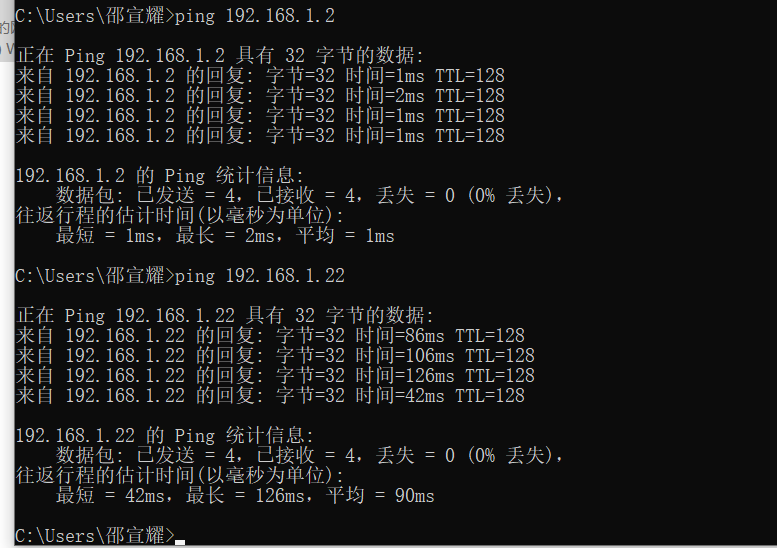 的
C:\Users\邵宣耀>ping 192.168.1.2
正在 Ping 192.168.1.2 具有 32 字节的数据:
来自 192.168.1.2 的回复: 字节=32 时间=1ms TTL=128
来自 192.168.1.2 的回复: 字节=32 时间=2ms TTL=128
来自 192.168.1.2 的回复: 字节=32 时间=1ms TTL=128
来自 192.168.1.2 的回复: 字节=32 时间=1ms TTL=128
192.168.1.2 的 Ping 统计信息:
数据包: 已发送 = 4，已接收 = 4，丢失 = 0 (0% 丢失)，
往返行程的估计时间(以毫秒为单位):
最短 = 1ms，最长 = 2ms，平均 = 1ms
C:\Users\邵宣耀>ping 192.168.1.22
正在 Ping 192.168.1.22 具有 32 字节的数据:
来自 192.168.1.22 的回复: 字节=32 时间=86ms TTL=128
来自 192.168.1.22 的回复: 字节=32 时间=106ms TTL=128
来自 192.168.1.22 的回复: 字节=32 时间=126ms TTL=128
来自 192.168.1.22 的回复: 字节=32 时间=42ms TTL=128
192.168.1.22 的 Ping 统计信息:
数据包: 已发送 = 4，已接收 = 4，丢失 = 0 (0% 丢失)，
往返行程的估计时间(以毫秒为单位):
最短 = 42ms，最长 = 126ms，平均 = 90ms
C:\Users\邵宣耀>